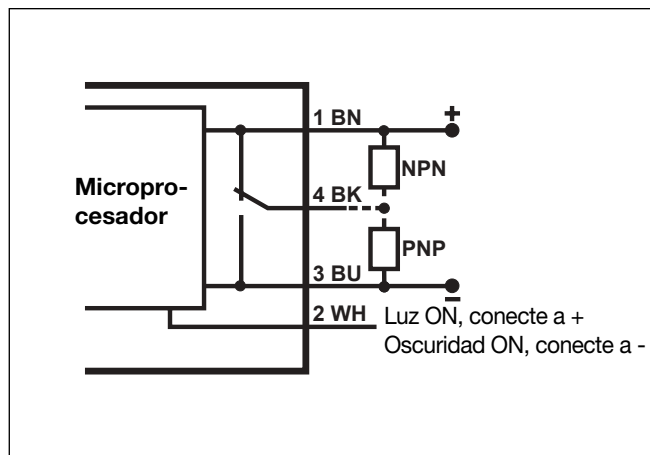 1 BN
+
NPN
Micropro-
cesador
4 BK
PNP
3 BU
-
2 WH
Luz ON, conecte a +
Oscuridad ON, conecte a -